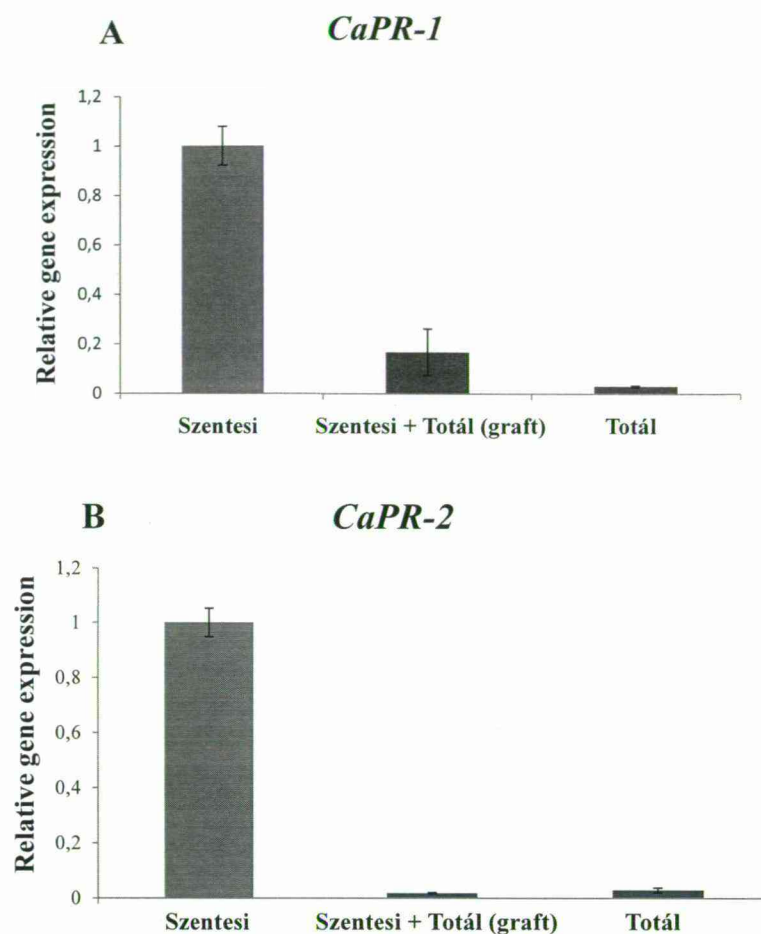 A
CaPR-1
Relative gene expression
1,2
1
0,8
0,6
0,4
0,2
0
Szentesi
Szentesi + Totál (graft)
Totál
B
CaPR-2
Relative gene expression
1,2
1
0,8
0,6
0,4
0,2
0
Szentesi
Szentesi + Totál (graft)
Totál